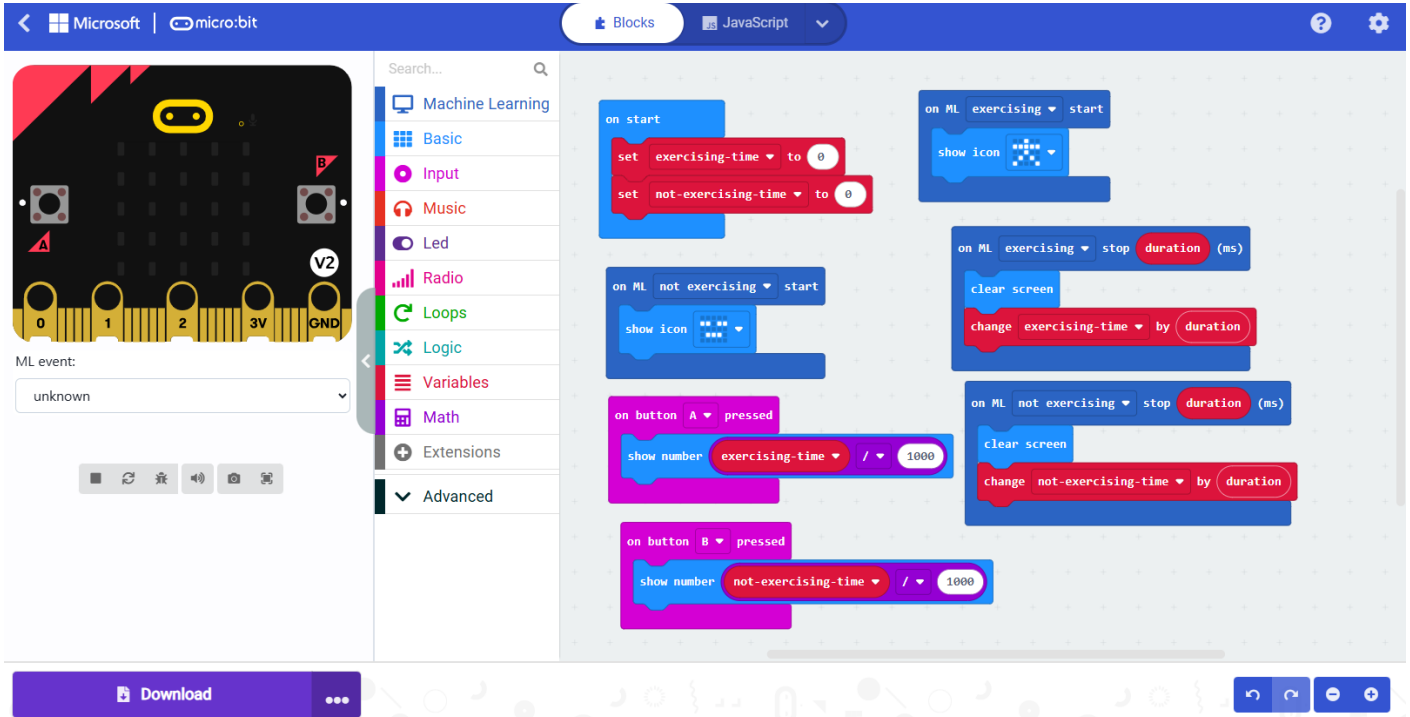 Microsoft | micro:bit
Blocks
JS JavaScript
?
B
A
V2
0 1 2 3V GND
ML event:
unknown
Search...
Machine Learning
Basic
Input
Music
Led
Radio
Loops
Logic
Variables
Math
Extensions
Advanced
on start
set exercising-time to 0
set not-exercising-time to 0
on ML not exercising start
show icon
on button A pressed
show number exercising-time / 1000
on button B pressed
show number not-exercising-time / 1000
on ML exercising start
show icon
on ML exercising stop duration (ms)
clear screen
change exercising-time by duration
on ML not exercising stop duration (ms)
clear screen
change not-exercising-time by duration
Download